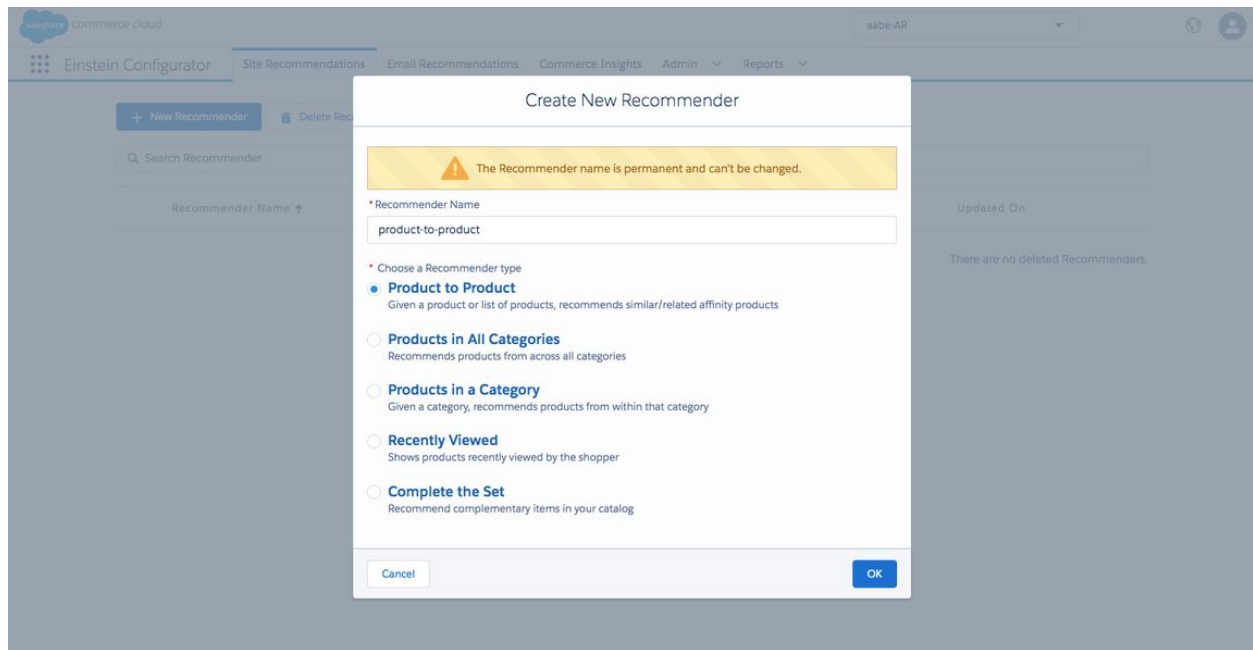 salesforce commerce cloud
aabe-AR
Einstein Configurator Site Recommendations Email Recommendations Commerce Insights Admin Reports
Create New Recommender
+ New Recommender Delete Rec
The Recommender name is permanent and can't be changed.
Search Recommender
*Recommender Name
Recommender Name Updated On
product-to-product
There are no deleted Recommenders.
* Choose a Recommender type
Product to Product
Given a product or list of products, recommends similar/related affinity products
Products in All Categories
Recommends products from across all categories
Products in a Category
Given a category, recommends products from within that category
Recently Viewed
Shows products recently viewed by the shopper
Complete the Set
Recommend complementary items in your catalog
Cancel OK